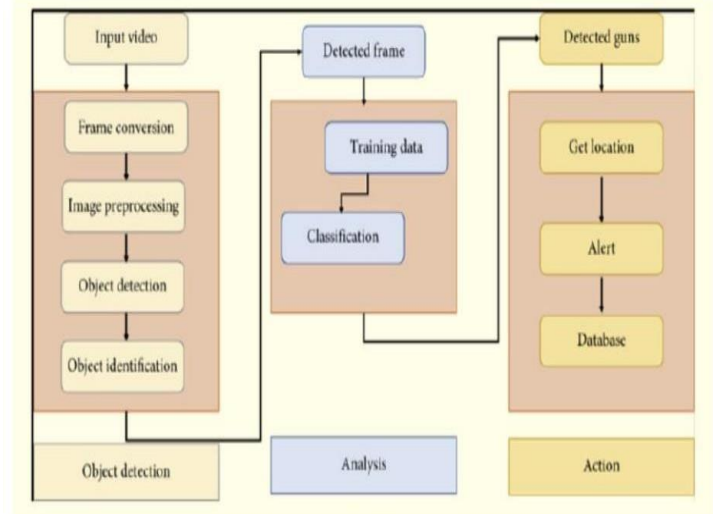 Input video
Frame conversion
Image preprocessing
Object detection
Object identification
Object detection
Detected frame
Training data
Classification
Analysis
Detected guns
Get location
Alert
Database
Action